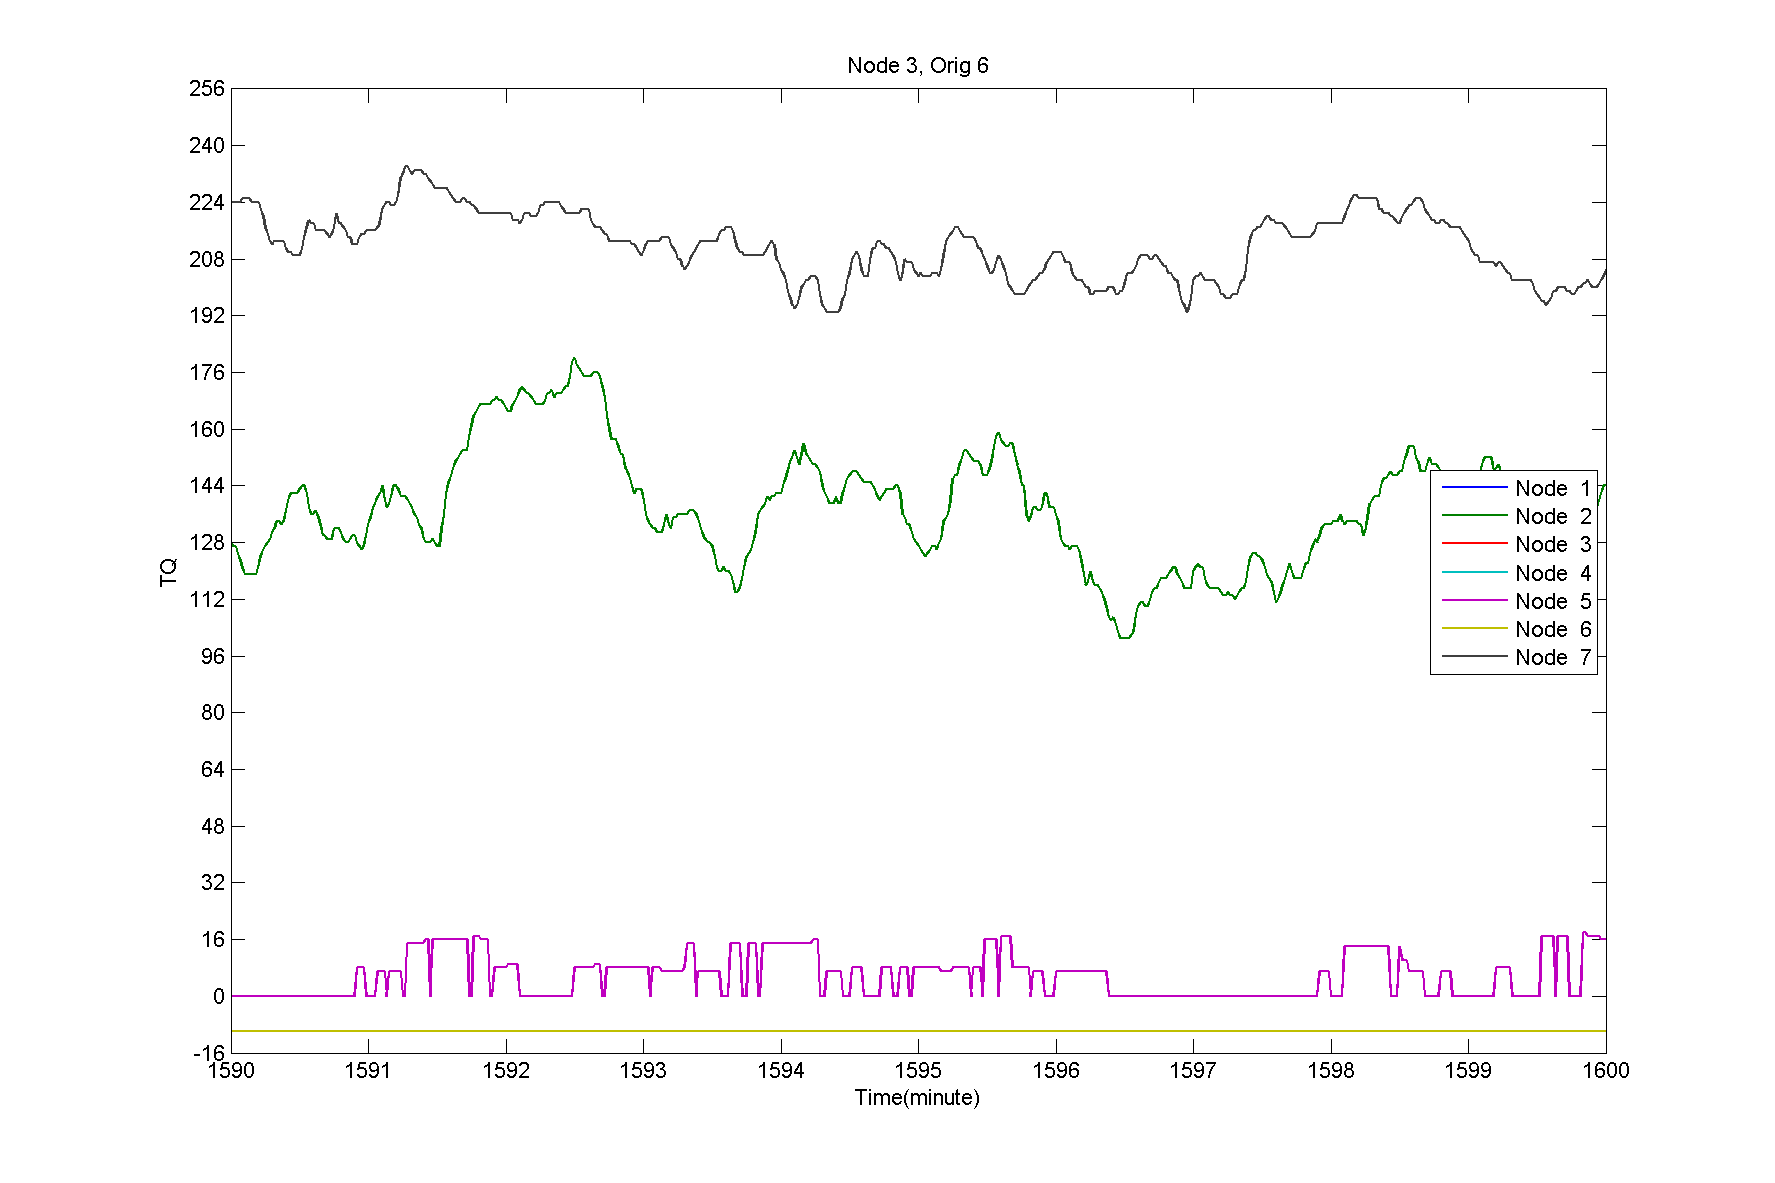 Node 3, Orig 6
256
240
224
208
192
176
160
144
128
112
96
80
64
48
32
16
0
-16
TQ
Node 1
Node 2
Node 3
Node 4
Node 5
Node 6
Node 7
1590 1591 1592 1593 1594 1595 1596 1597 1598 1599 1600
Time(minute)